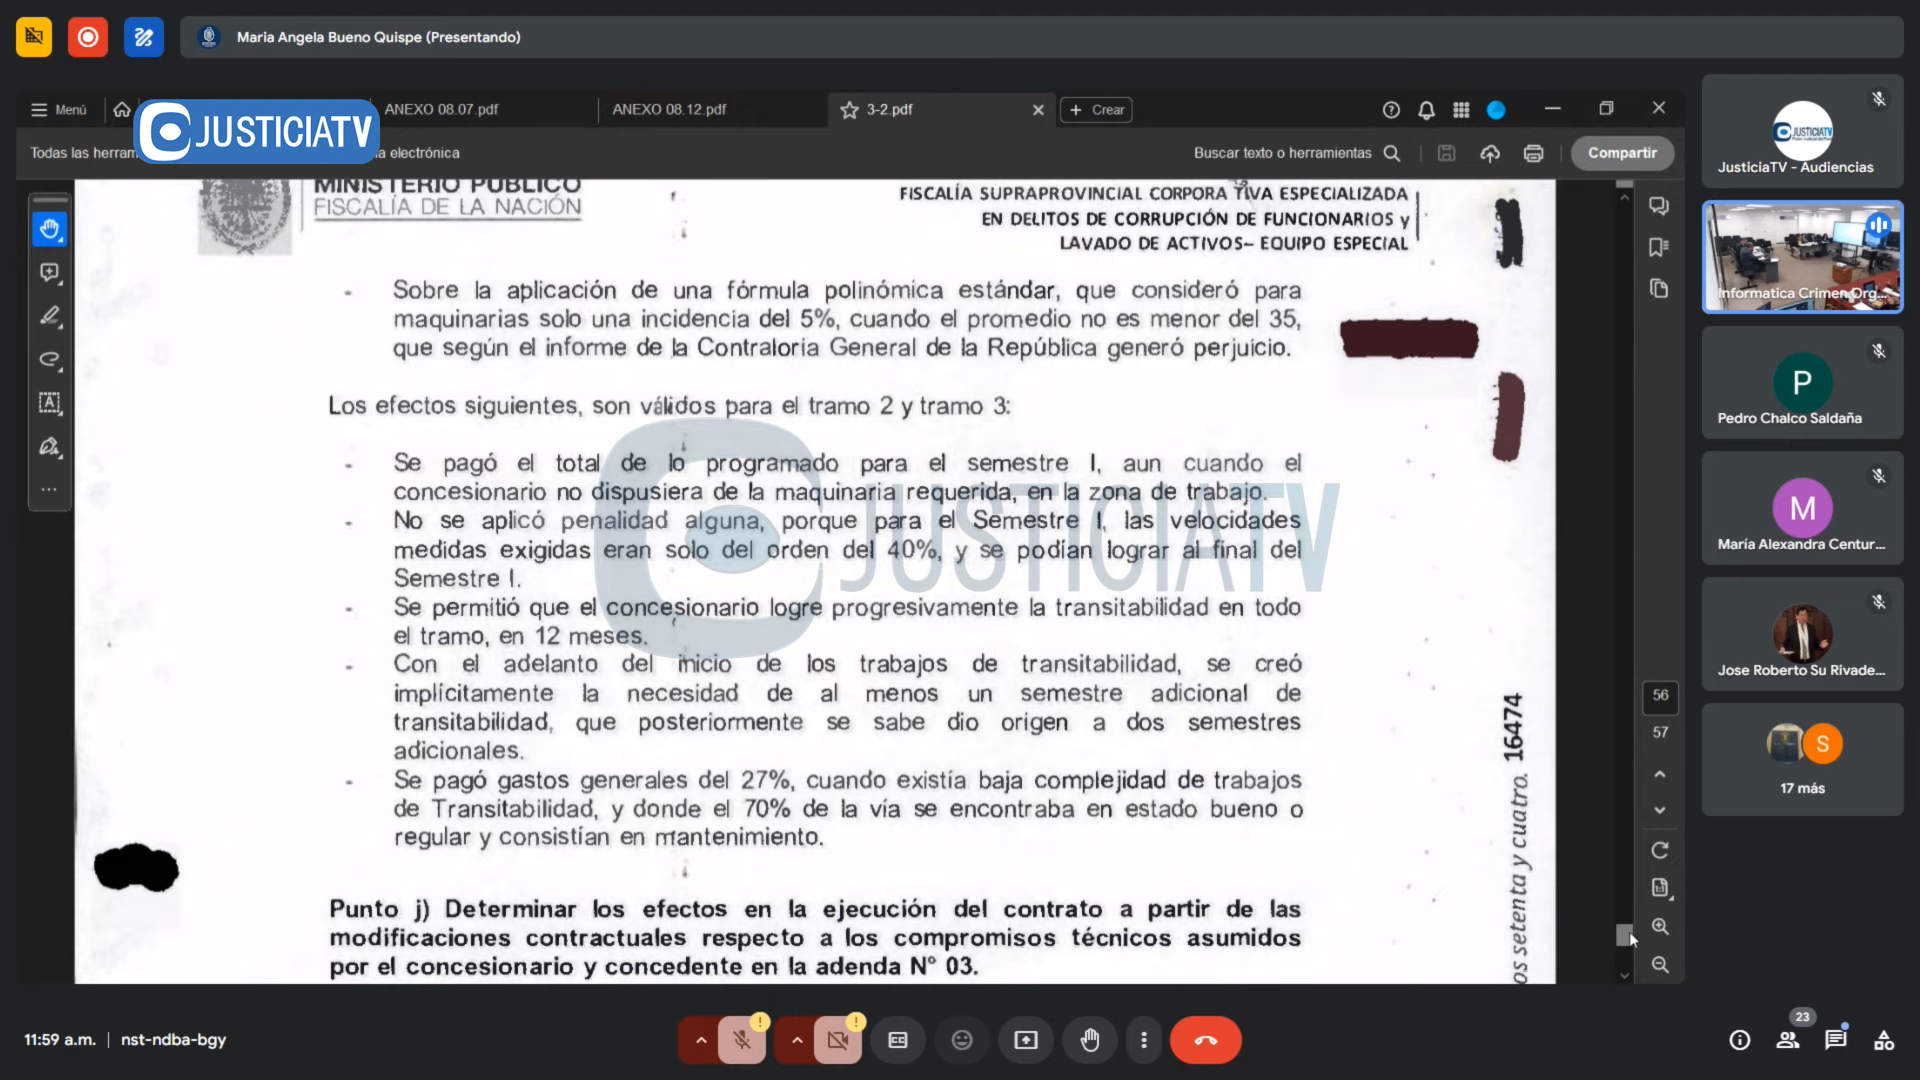 Maria Angela Bueno Quispe (Presentando)
Menú
ANEXO 08.07.pdf
ANEXO 08.12.pdf
3-2.pdf
Crear
JUSTICIATV
Todas las herram
a electrónica
Buscar texto o herramientas
Compartir
MINISTERIO PÚBLICO
FISCALÍA DE LA NACIÓN
FISCALÍA SUPRAPROVINCIAL CORPORATIVA ESPECIALIZADA
EN DELITOS DE CORRUPCIÓN DE FUNCIONARIOS y
LAVADO DE ACTIVOS– EQUIPO ESPECIAL
- Sobre la aplicación de una fórmula polinómica estándar, que consideró para
maquinarias solo una incidencia del 5%, cuando el promedio no es menor del 35,
que según el informe de la Contraloría General de la República generó perjuicio.
Los efectos siguientes, son válidos para el tramo 2 y tramo 3:
- Se pagó el total de lo programado para el semestre I, aun cuando el
concesionario no dispusiera de la maquinaria requerida, en la zona de trabajo.
- No se aplicó penalidad alguna, porque para el Semestre I, las velocidades
medidas exigidas eran solo del orden del 40%, y se podían lograr al final del
Semestre I.
- Se permitió que el concesionario logre progresivamente la transitabilidad en todo
el tramo, en 12 meses.
- Con el adelanto del inicio de los trabajos de transitabilidad, se creó
implícitamente la necesidad de al menos un semestre adicional de
transitabilidad, que posteriormente se sabe dio origen a dos semestres
adicionales.
- Se pagó gastos generales del 27%, cuando existía baja complejidad de trabajos
de Transitabilidad, y donde el 70% de la vía se encontraba en estado bueno o
regular y consistían en mantenimiento.
Punto j) Determinar los efectos en la ejecución del contrato a partir de las
modificaciones contractuales respecto a los compromisos técnicos asumidos
por el concesionario y concedente en la adenda N° 03.
JUSTICIATV
os setenta y cuatro. 16474
56
57
JUSTICIATV
JusticiaTV - Audiencias
Informatica Crimen Org...
P
Pedro Chalco Saldaña
M
María Alexandra Centur...
Jose Roberto Su Rivade...
S
17 más
11:59 a.m. | nst-ndba-bgy
23